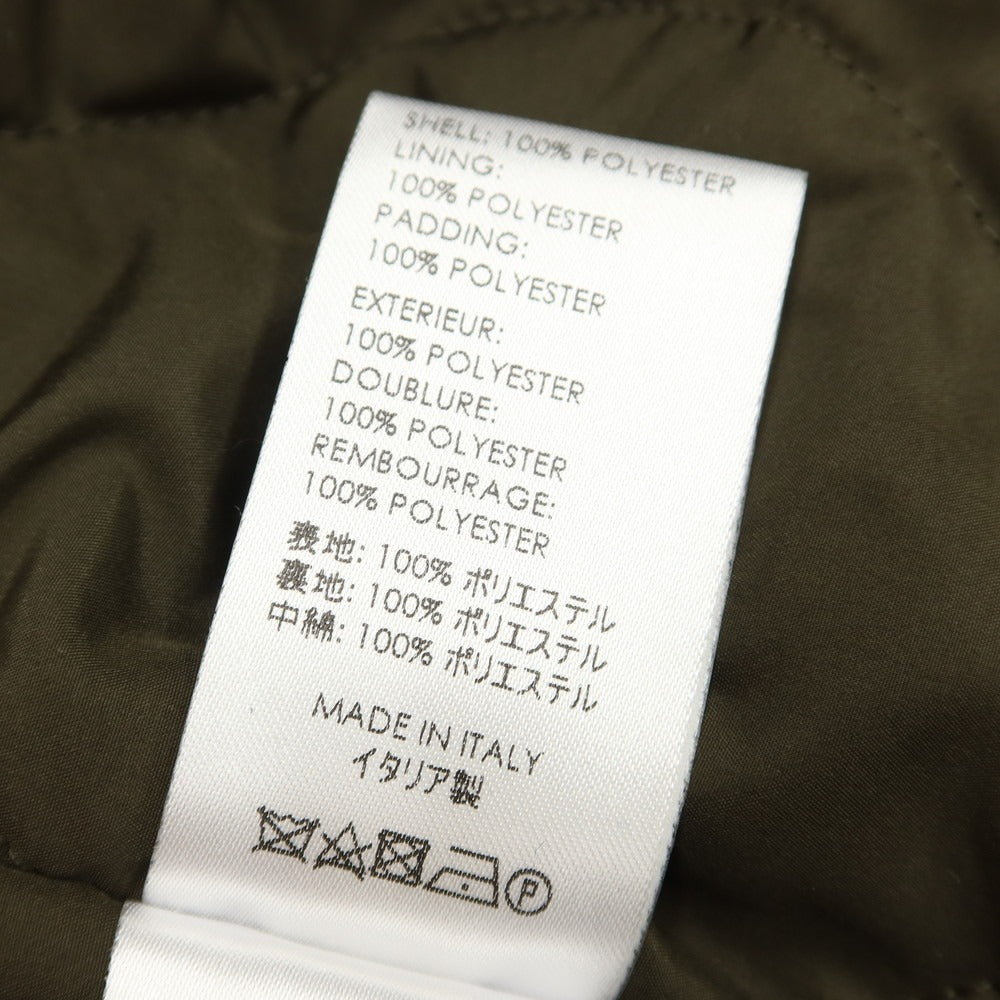 SHELL: 100% POLYESTER
LINING:
100% POLYESTER
PADDING:
100% POLYESTER
EXTERIEUR:
100% POLYESTER
DOUBLURE:
100% POLYESTER
REMBOURRAGE:
100% POLYESTER
表地: 100% ポリエステル
裏地: 100% ポリエステル
中綿: 100% ポリエステル
MADE IN ITALY
イタリア製
P